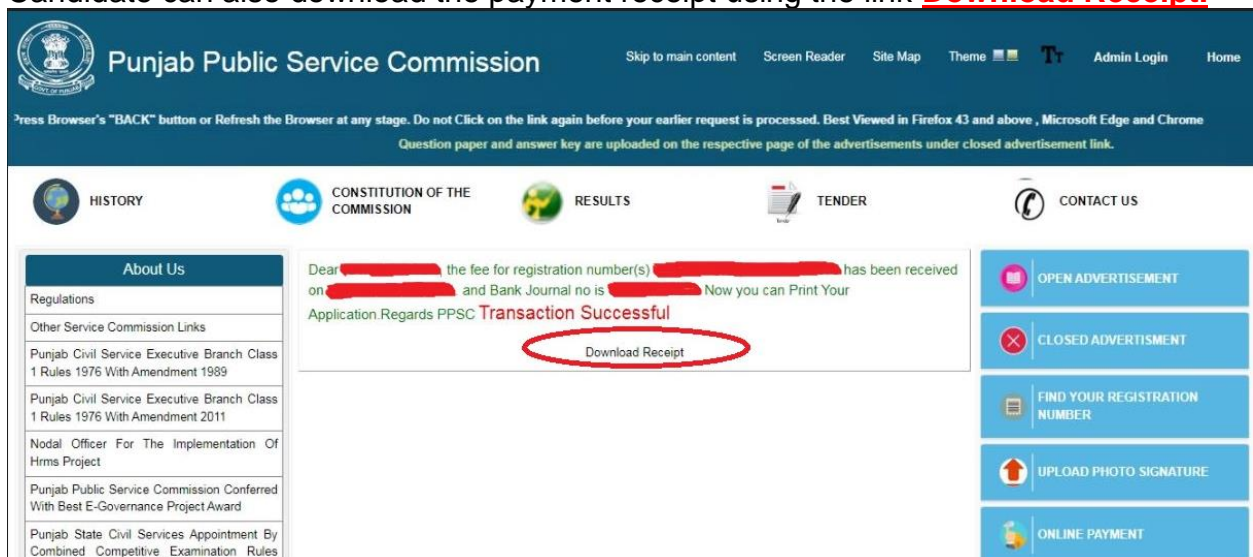 Candidate can also download the payment receipt using the link Download Receipt.
Punjab Public Service Commission
Skip to main content Screen Reader Site Map Theme TT Admin Login Home
Press Browser's "BACK" button or Refresh the Browser at any stage. Do not Click on the link again before your earlier request is processed. Best Viewed in Firefox 43 and above , Microsoft Edge and Chrome
Question paper and answer key are uploaded on the respective page of the advertisements under closed advertisement link.
HISTORY
CONSTITUTION OF THE
COMMISSION
RESULTS
TENDER
CONTACT US
About Us
Regulations
Other Service Commission Links
Punjab Civil Service Executive Branch Class
1 Rules 1976 With Amendment 1989
Punjab Civil Service Executive Branch Class
1 Rules 1976 With Amendment 2011
Nodal Officer For The Implementation Of
Hrms Project
Punjab Public Service Commission Conferred
With Best E-Governance Project Award
Punjab State Civil Services Appointment By
Combined Competitive Examination Rules
Dear the fee for registration number(s) has been received
on and Bank Journal no is Now you can Print Your
Application.Regards PPSC Transaction Successful
Download Receipt
OPEN ADVERTISEMENT
CLOSED ADVERTISMENT
FIND YOUR REGISTRATION
NUMBER
UPLOAD PHOTO SIGNATURE
ONLINE PAYMENT